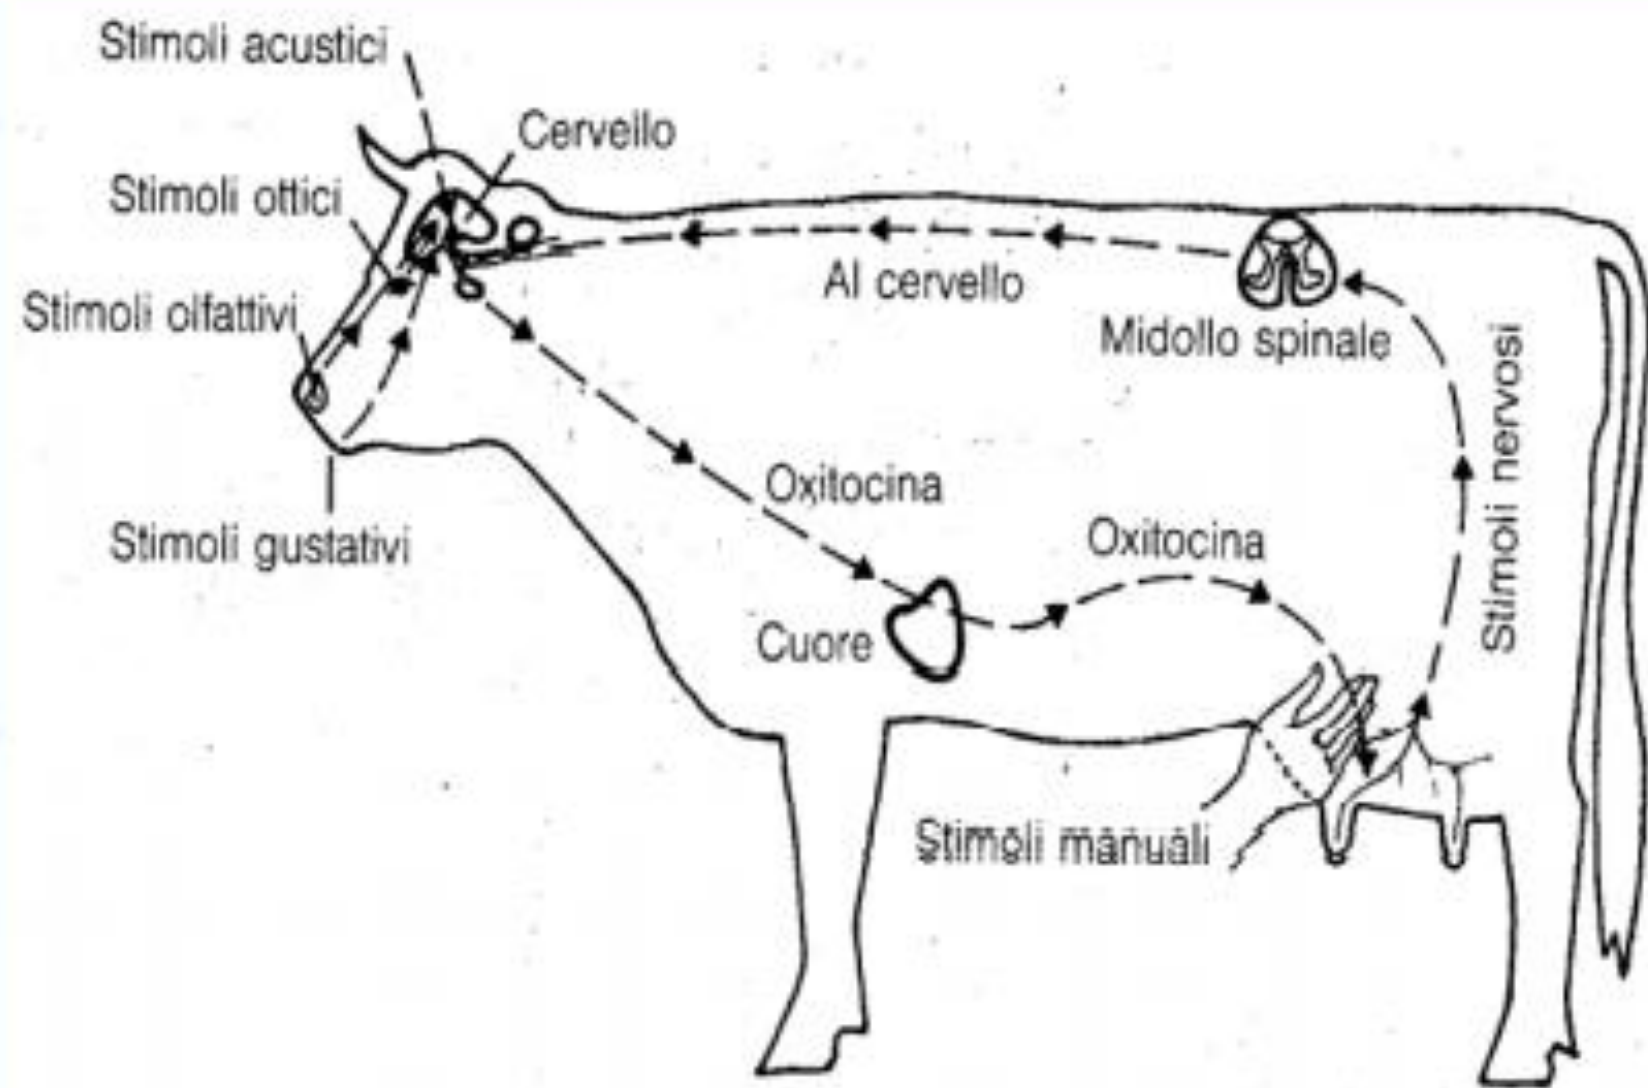 Stimoli acustici
Cervello
Stimoli ottici
Stimoli olfattivi
Al cervello
Midollo spinale
Stimoli nervosi
Oxitocina
Oxitocina
Stimoli gustativi
Cuore
Stimoli manuali